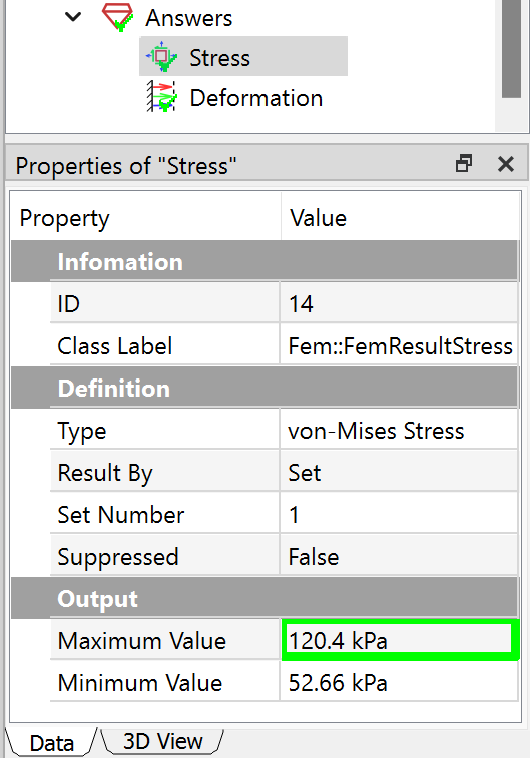 Answers
Stress
Deformation
Properties of "Stress"
Property Value
Infomation
ID 14
Class Label Fem::FemResultStress
Definition
Type von-Mises Stress
Result By Set
Set Number 1
Suppressed False
Output
Maximum Value 120.4 kPa
Minimum Value 52.66 kPa
Data 3D View